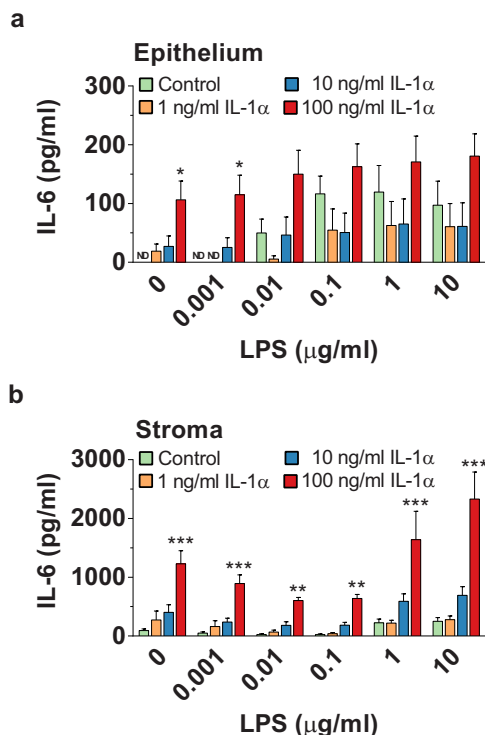 a
Epithelium
Control
10 ng/ml IL-1α
1 ng/ml IL-1α
100 ng/ml IL-1α
IL-6 (pg/ml)
300
200
100
0
ND
*
ND ND
*
0
0.001
0.01
0.1
1
10
LPS (μg/ml)
b
Stroma
Control
10 ng/ml IL-1α
1 ng/ml IL-1α
100 ng/ml IL-1α
IL-6 (pg/ml)
3000
2000
1000
0
***
***
**
**
***
***
0
0.001
0.01
0.1
1
10
LPS (μg/ml)